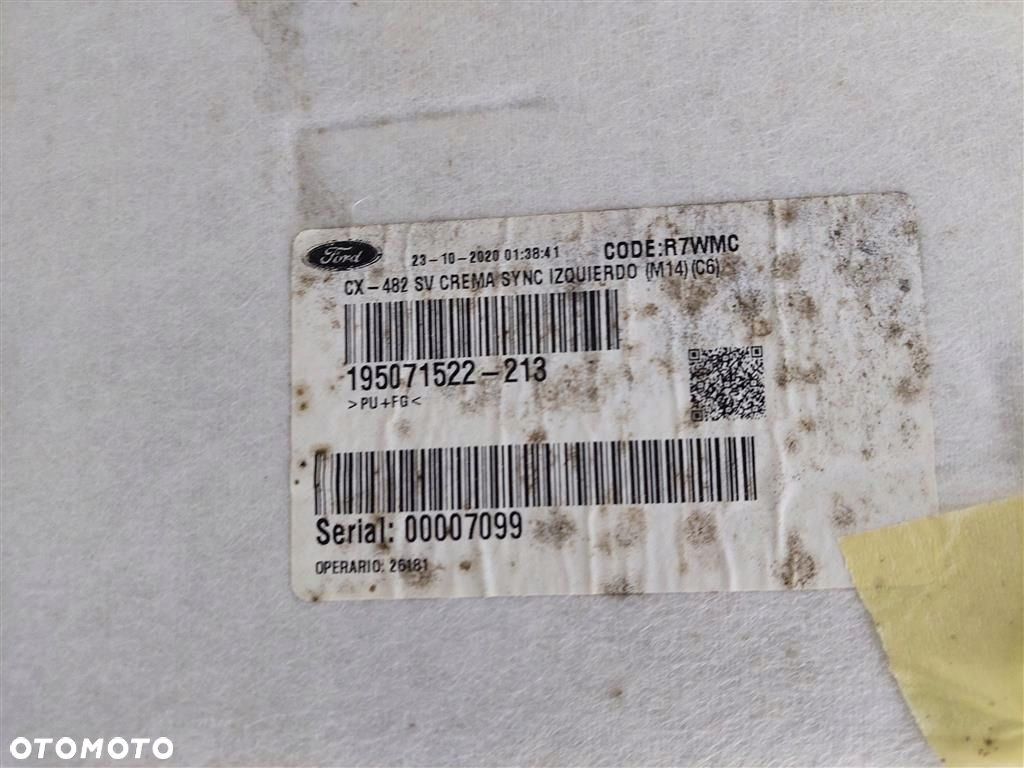 Ford
23-10-2020 01:38:41 CODE:R7WMC
CX-482 SV CREMA SYNC IZQUIERDO (M14)(C6)
195071522-213
>PU+FG<
Serial: 00007099
OPERARIO: 26181
OTOMOTO